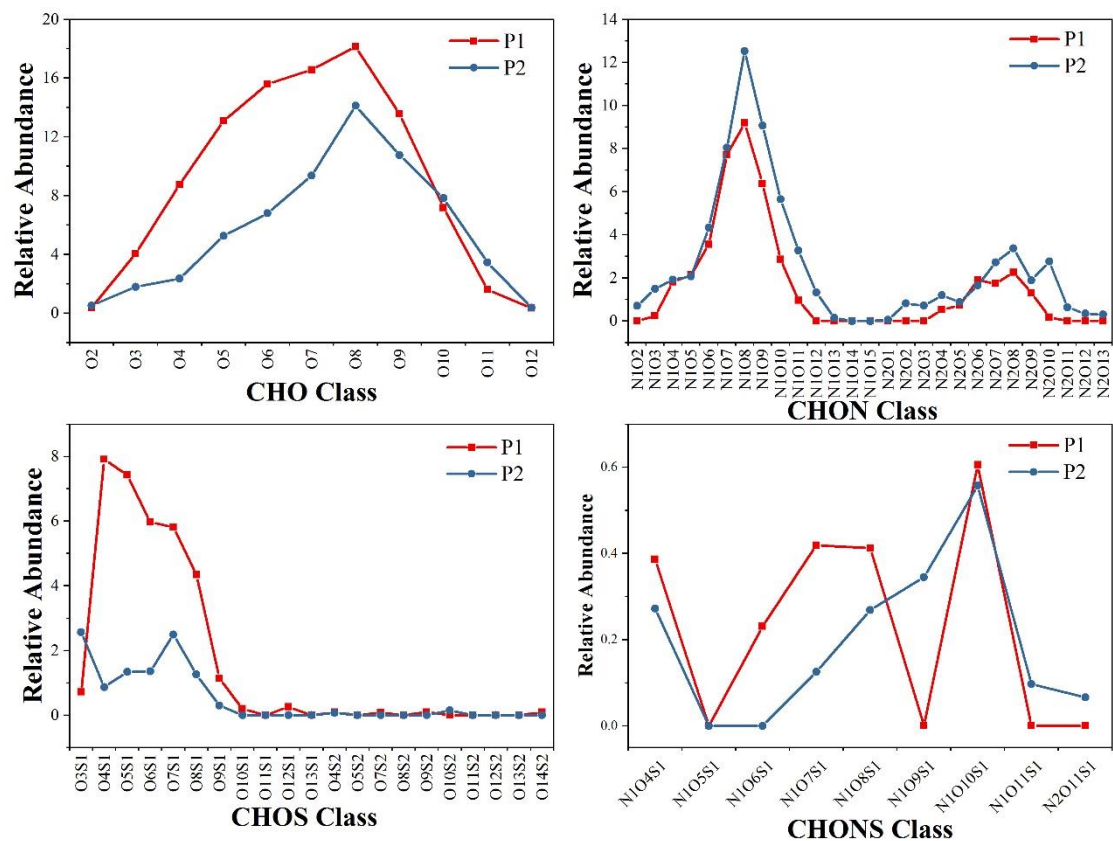 20
16
12
8
4
0
Relative Abundance
P1
P2
O2
O3
O4
O5
O6
O7
O8
O9
O10
O11
O12
CHO Class
14
12
10
8
6
4
2
0
Relative Abundance
P1
P2
N1O2
N1O3
N1O4
N1O5
N1O6
N1O7
N1O8
N1O9
N1O10
N1O11
N1O12
N1O13
N1O14
N1O15
N2O1
N2O2
N2O3
N2O4
N2O5
N2O6
N2O7
N2O8
N2O9
N2O10
N2O11
N2O12
N2O13
CHON Class
8
6
4
2
0
Relative Abundance
P1
P2
O3S1
O4S1
O5S1
O6S1
O7S1
O8S1
O9S1
O10S1
O11S1
O12S1
O13S1
O4S2
O5S2
O7S2
O8S2
O9S2
O10S2
O11S2
O12S2
O13S2
O14S2
CHOS Class
0.6
0.4
0.2
0.0
Relative Abundance
P1
P2
N1O4S1
N1O5S1
N1O6S1
N1O7S1
N1O8S1
N1O9S1
N1O10S1
N1O11S1
N2O11S1
CHONS Class